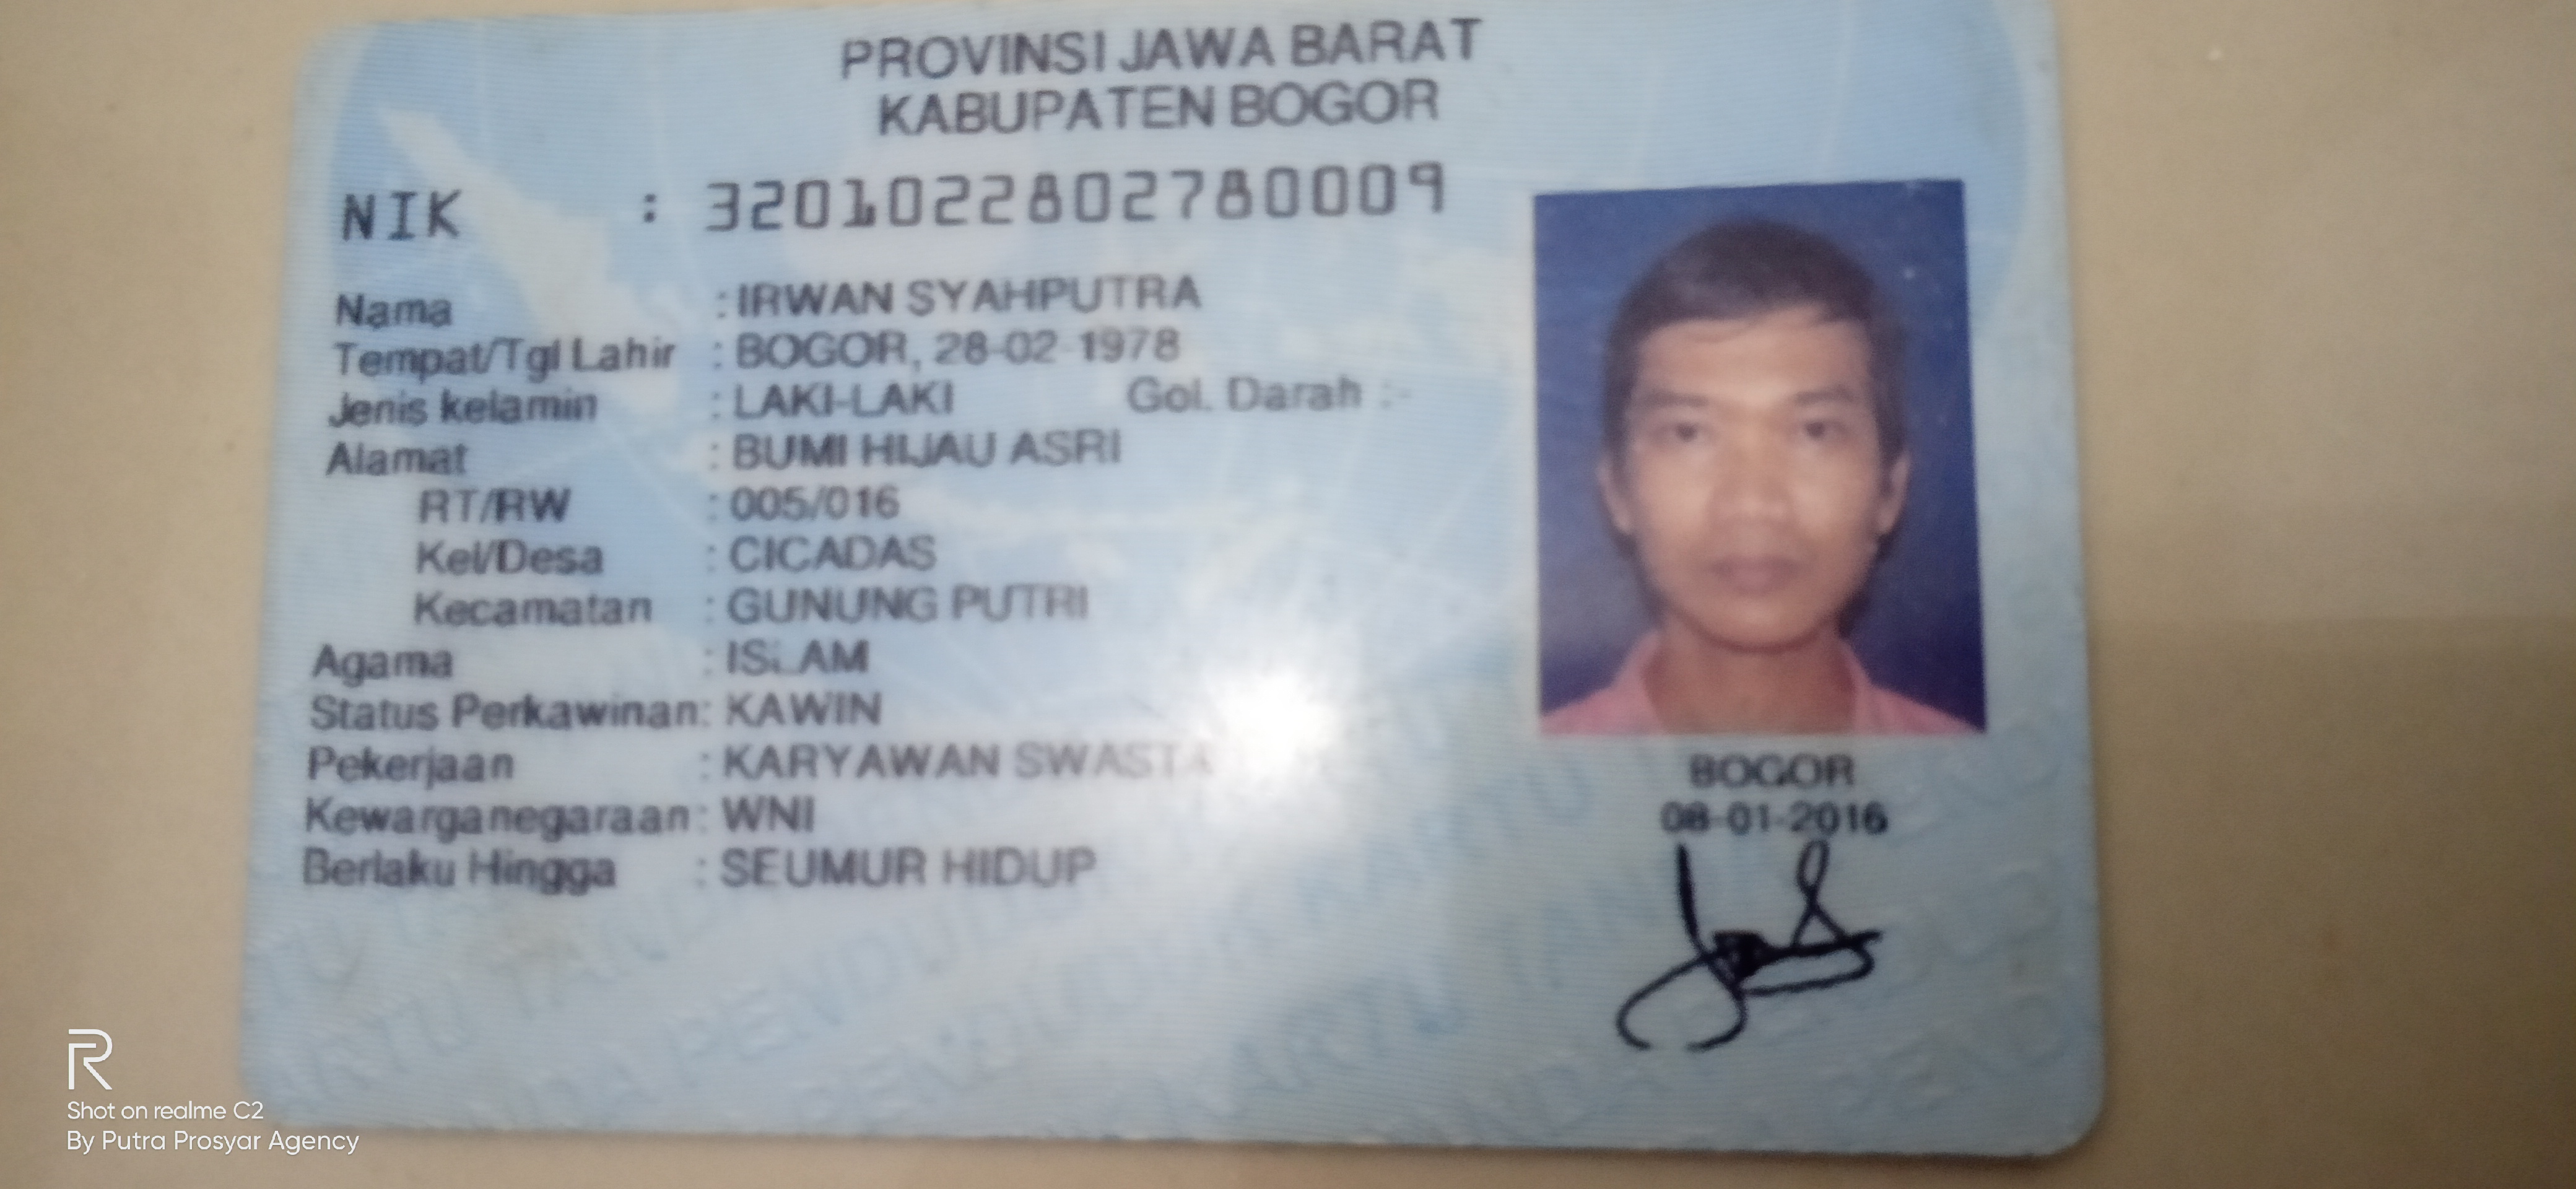 PROVINSI JAWA BARAT
KABUPATEN BOGOR
NIK : 3201022802780009
Nama : IRWAN SYAHPUTRA
Tempat/Tgl Lahir : BOGOR, 28-02-1978
Jenis kelamin : LAKI-LAKI Gol. Darah :-
Alamat : BUMI HIJAU ASRI
RT/RW : 005/016
Kel/Desa : CICADAS
Kecamatan : GUNUNG PUTRI
Agama : ISLAM
Status Perkawinan: KAWIN
Pekerjaan : KARYAWAN SWASTA
Kewarganegaraan: WNI
Berlaku Hingga : SEUMUR HIDUP
BOGOR
08-01-2016
Shot on realme C2
By Putra Prosyar Agency